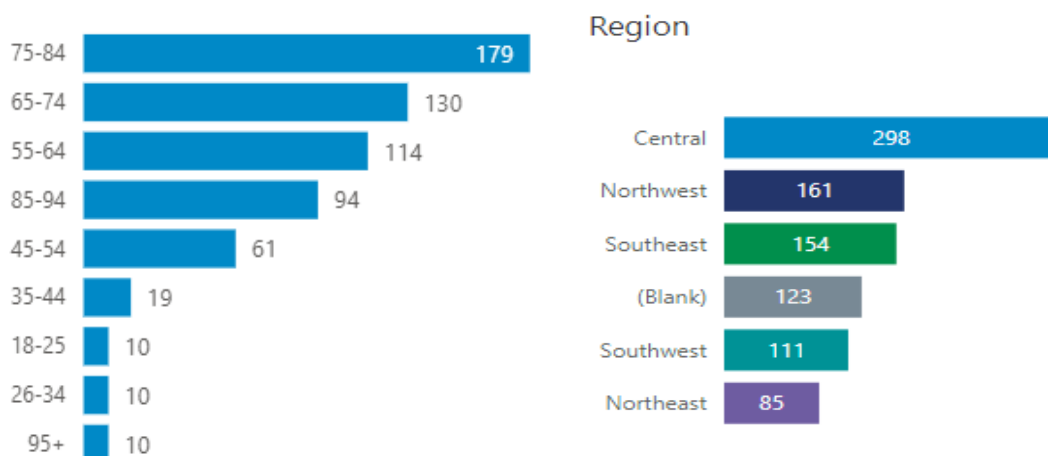 75-84 179
65-74 130
55-64 114
85-94 94
45-54 61
35-44 19
18-25 10
26-34 10
95+ 10
Region
Central 298
Northwest 161
Southeast 154
(Blank) 123
Southwest 111
Northeast 85